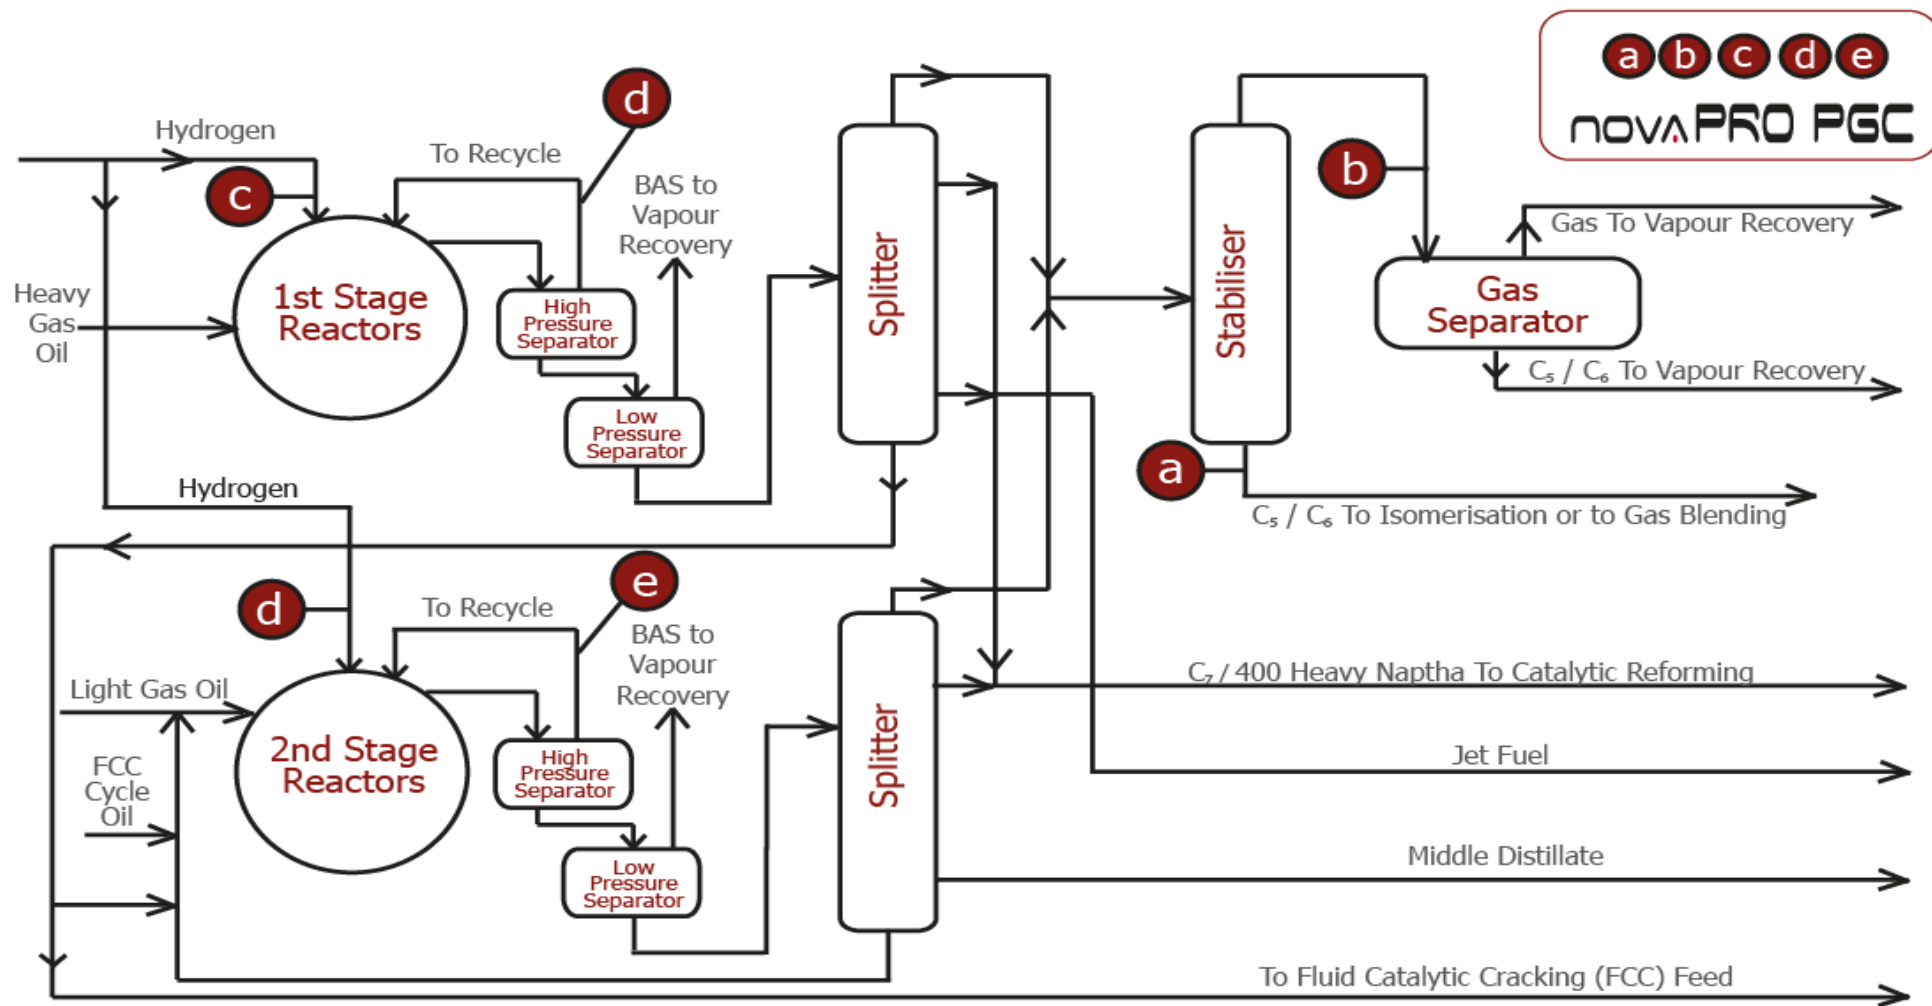 a b c d e
nova PRO PGC
Hydrogen
c
To Recycle
d
BAS to
Vapour
Recovery
Heavy
Gas
Oil
1st Stage
Reactors
High
Pressure
Separator
Low
Pressure
Separator
Splitter
Stabiliser
b
Gas To Vapour Recovery
Gas
Separator
C₅ / C₆ To Vapour Recovery
a
C₅ / C₆ To Isomerisation or to Gas Blending
Hydrogen
d
To Recycle
e
BAS to
Vapour
Recovery
Light Gas Oil
FCC
Cycle
Oil
2nd Stage
Reactors
High
Pressure
Separator
Low
Pressure
Separator
Splitter
C₇ / 400 Heavy Naptha To Catalytic Reforming
Jet Fuel
Middle Distillate
To Fluid Catalytic Cracking (FCC) Feed